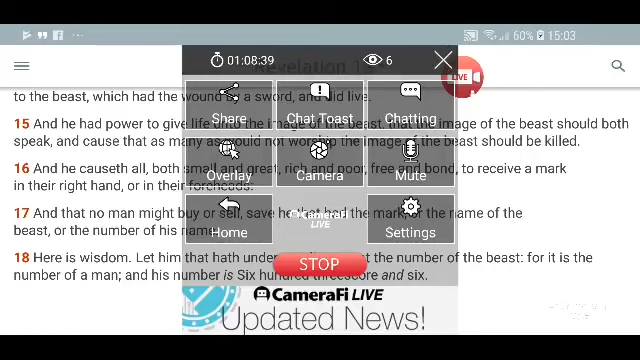 60% 15:03
01:08:39 6
Revelation 13
LIVE
to the beast, which had the wound by a sword, and did live.
Share Chat Toast Chatting
15 And he had power to give life unto the image of the beast, that the image of the beast should both
speak, and cause that as many as would not worship the image of the beast should be killed.
Overlay Camera Mute
16 And he causeth all, both small and great, rich and poor, free and bond, to receive a mark
in their right hand, or in their foreheads:
17 And that no man might buy or sell, save he that had the mark, or the name of the
beast, or the number of his name.
CameraFi
LIVE
Home Settings
18 Here is wisdom. Let him that hath understanding count the number of the beast: for it is the
number of a man; and his number is Six hundred threescore and six.
STOP
CameraFi LIVE
Updated News!